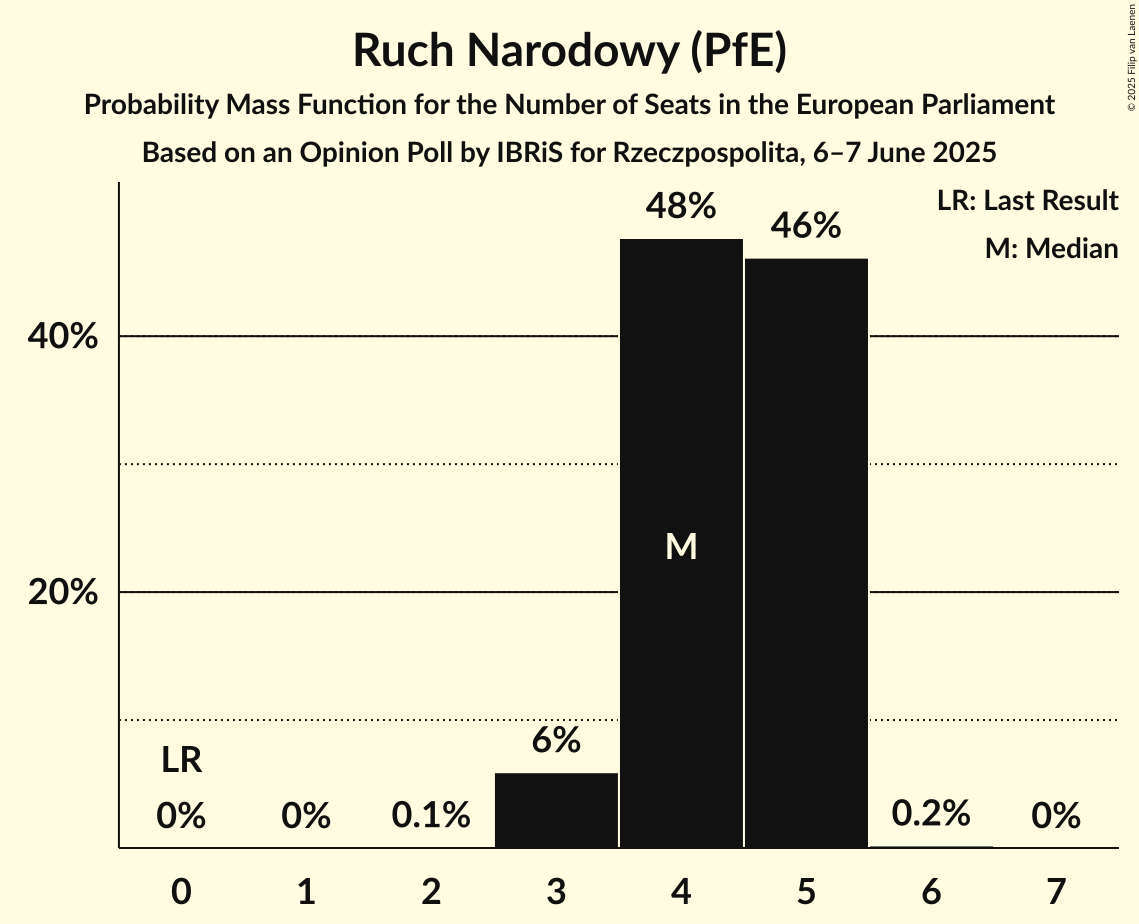 Ruch Narodowy (PfE)
Probability Mass Function for the Number of Seats in the European Parliament
Based on an Opinion Poll by IBRiS for Rzeczpospolita, 6–7 June 2025
© 2025 Filip van Laenen
LR: Last Result
M: Median
48%
46%
40%
M
20%
6%
LR
0%
0%
0.1%
0.2%
0%
0 1 2 3 4 5 6 7